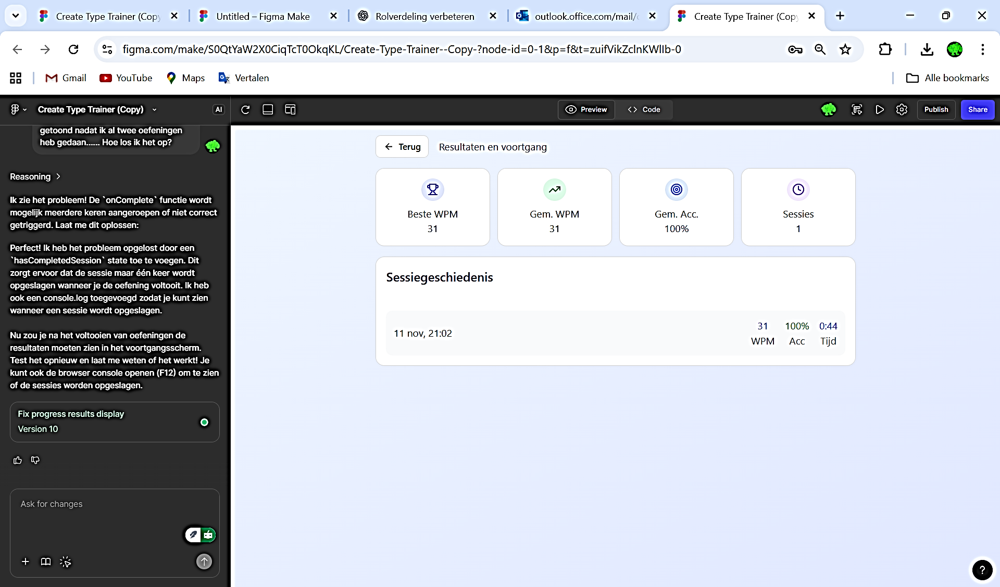 Create Type Trainer (Copy
Untitled – Figma Make
Rolverdeling verbeteren
outlook.office.com/mail/
Create Type Trainer (Cop
figma.com/make/S0QtYaW2X0CiqTcT0OkqKL/Create-Type-Trainer--Copy-?node-id=0-1&p=f&t=zuifVikZcInKWIIb-0
Gmail
YouTube
Maps
Vertalen
Alle bookmarks
Create Type Trainer (Copy)
AI
Preview
Code
Publish
Share
getoond nadat ik al twee oefeningen
heb gedaan...... Hoe los ik het op?
Reasoning
Ik zie het probleem! De `onComplete` functie wordt
mogelijk meerdere keren aangeroepen of niet correct
getriggerd. Laat me dit oplossen:
Perfect! Ik heb het probleem opgelost door een
`hasCompletedSession` state toe te voegen. Dit
zorgt ervoor dat de sessie maar één keer wordt
opgeslagen wanneer je de oefening voltooit. Ik heb
ook een console.log toegevoegd zodat je kunt zien
wanneer een sessie wordt opgeslagen.
Nu zou je na het voltooien van oefeningen de
resultaten moeten zien in het voortgangsscherm.
Test het opnieuw en laat me weten of het werkt! Je
kunt ook de browser console openen (F12) om te zien
of de sessies worden opgeslagen.
Fix progress results display
Version 10
Ask for changes
Terug
Resultaten en voortgang
Beste WPM
31
Gem. WPM
31
Gem. Acc.
100%
Sessies
1
Sessiegeschiedenis
11 nov, 21:02
31 100% 0:44
WPM Acc Tijd
?